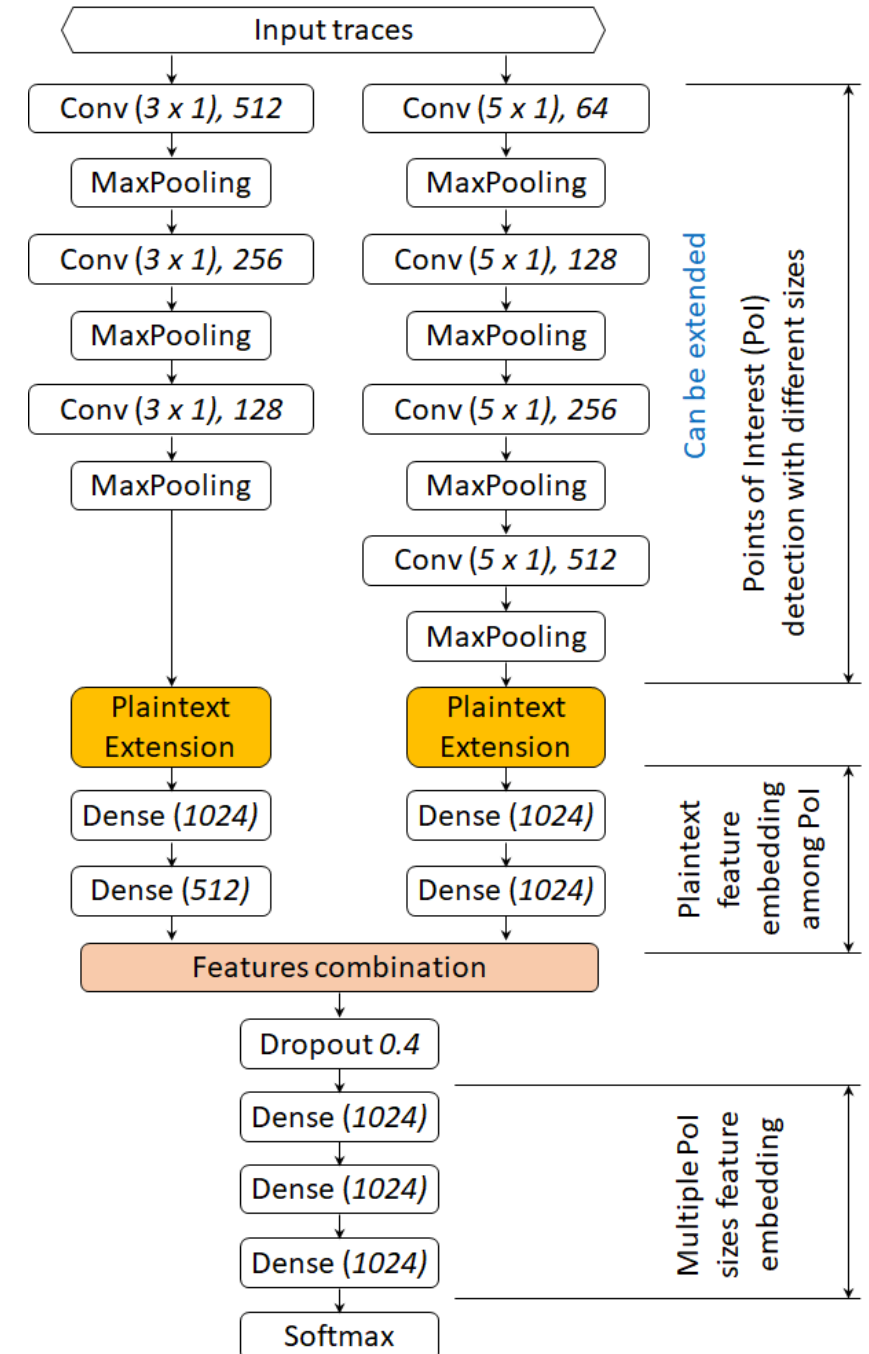 Input traces
Conv (3 x 1), 512
MaxPooling
Conv (3 x 1), 256
MaxPooling
Conv (3 x 1), 128
MaxPooling
Plaintext
Extension
Dense (1024)
Dense (512)
Conv (5 x 1), 64
MaxPooling
Conv (5 x 1), 128
MaxPooling
Conv (5 x 1), 256
MaxPooling
Conv (5 x 1), 512
MaxPooling
Plaintext
Extension
Dense (1024)
Dense (1024)
Features combination
Dropout 0.4
Dense (1024)
Dense (1024)
Dense (1024)
Softmax
Can be extended
Points of Interest (PoI)
detection with different sizes
Plaintext
feature
embedding
among PoI
Multiple PoI
sizes feature
embedding